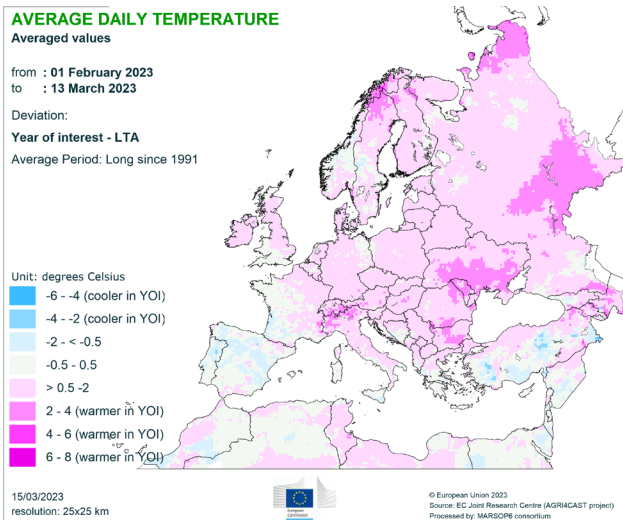 AVERAGE DAILY TEMPERATURE
Averaged values
from : 01 February 2023
to : 13 March 2023
Deviation:
Year of interest - LTA
Average Period: Long since 1991
Unit: degrees Celsius
-6 - -4 (cooler in YOI)
-4 - -2 (cooler in YOI)
-2 - < -0.5
-0.5 - 0.5
> 0.5 -2
2 - 4 (warmer in YOI)
4 - 6 (warmer in YOI)
6 - 8 (warmer in YOI)
15/03/2023
resolution: 25x25 km
European
Commission
© European Union 2023
Source: EC Joint Research Centre (AGRI4CAST project)
Processed by: MARSOP6 consortium